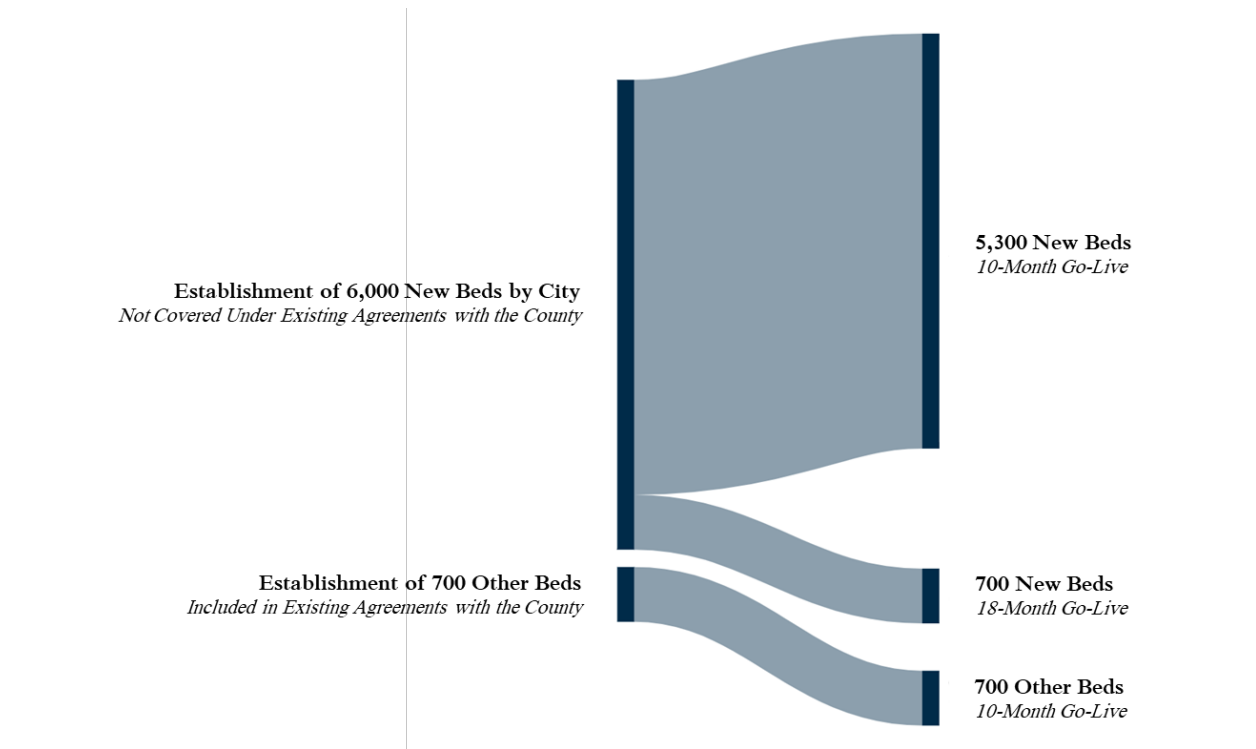 Establishment of 6,000 New Beds by City
Not Covered Under Existing Agreements with the County
Establishment of 700 Other Beds
Included in Existing Agreements with the County
5,300 New Beds
10-Month Go-Live
700 New Beds
18-Month Go-Live
700 Other Beds
10-Month Go-Live